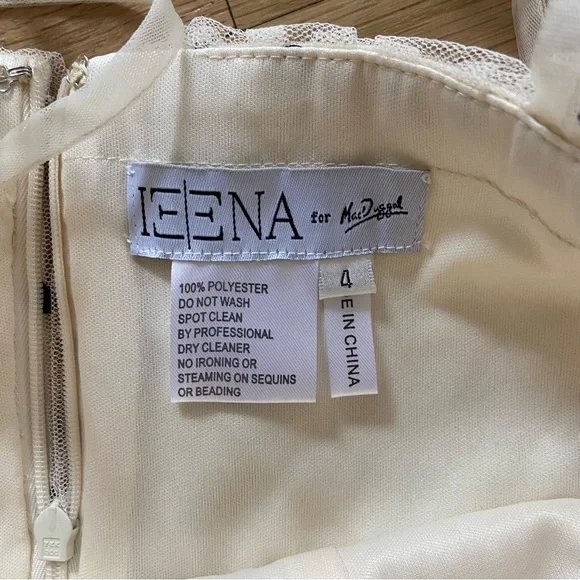 IEENA for MacDuggal
100% POLYESTER
DO NOT WASH
SPOT CLEAN
BY PROFESSIONAL
DRY CLEANER
NO IRONING OR
STEAMING ON SEQUINS
OR BEADING
4
DE IN CHINA